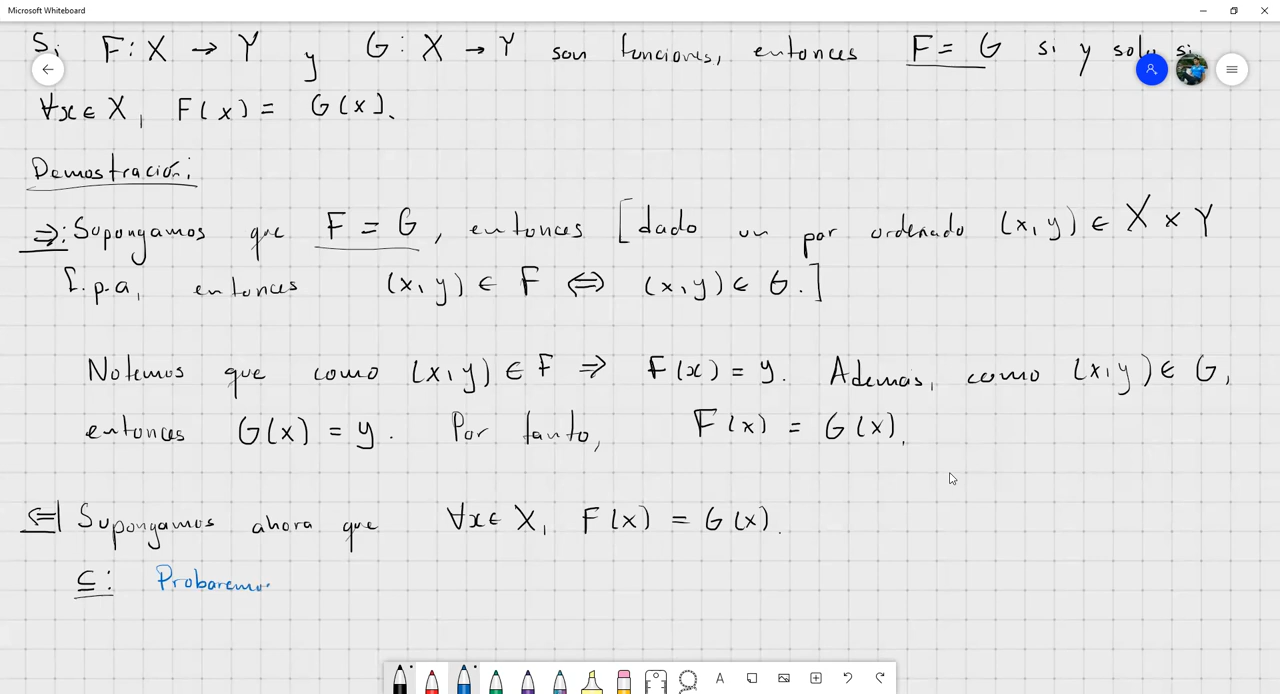 Microsoft Whiteboard
Si F: X → Y y G: X → Y son funciones, entonces F = G si y solo si
∀x ∈ X, F(x) = G(x).
Demostración:
⇒: Supongamos que F = G, entonces [dado un par ordenado (x,y) ∈ X × Y
f.p.a, entonces (x,y) ∈ F ⇔ (x,y) ∈ G.]
Notemos que como (x,y) ∈ F ⇒ F(x) = y. Además, como (x,y) ∈ G,
entonces G(x) = y. Por tanto, F(x) = G(x).
⇐| Supongamos ahora que ∀x ∈ X, F(x) = G(x).
⊆: Probaremo
A